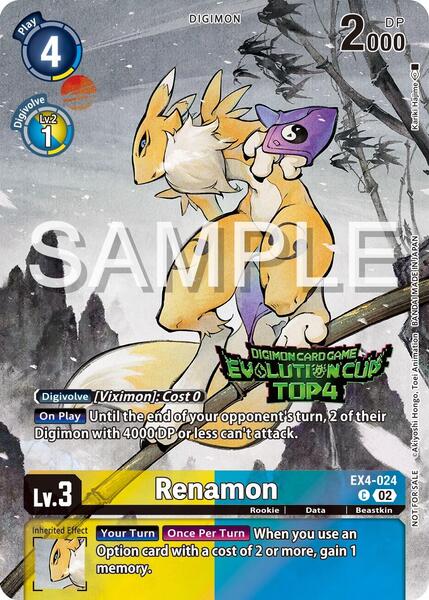 DIGIMON
Play
4
DP
2000
Digivolve
Lv.2
1
Kariki Hajime
SAMPLE
DIGIMON CARD GAME
EVOLUTION CUP
TOP4
©Akiyoshi Hongo, Toei Animation BANDAI MADE IN JAPAN
NOT FOR SALE
Digivolve [Viximon]: Cost 0
On Play Until the end of your opponent's turn, 2 of their
Digimon with 4000 DP or less can't attack.
Lv.3
Renamon
EX4-024
C 02
Rookie Data Beastkin
Inherited Effect
Your Turn Once Per Turn When you use an
Option card with a cost of 2 or more, gain 1
memory.